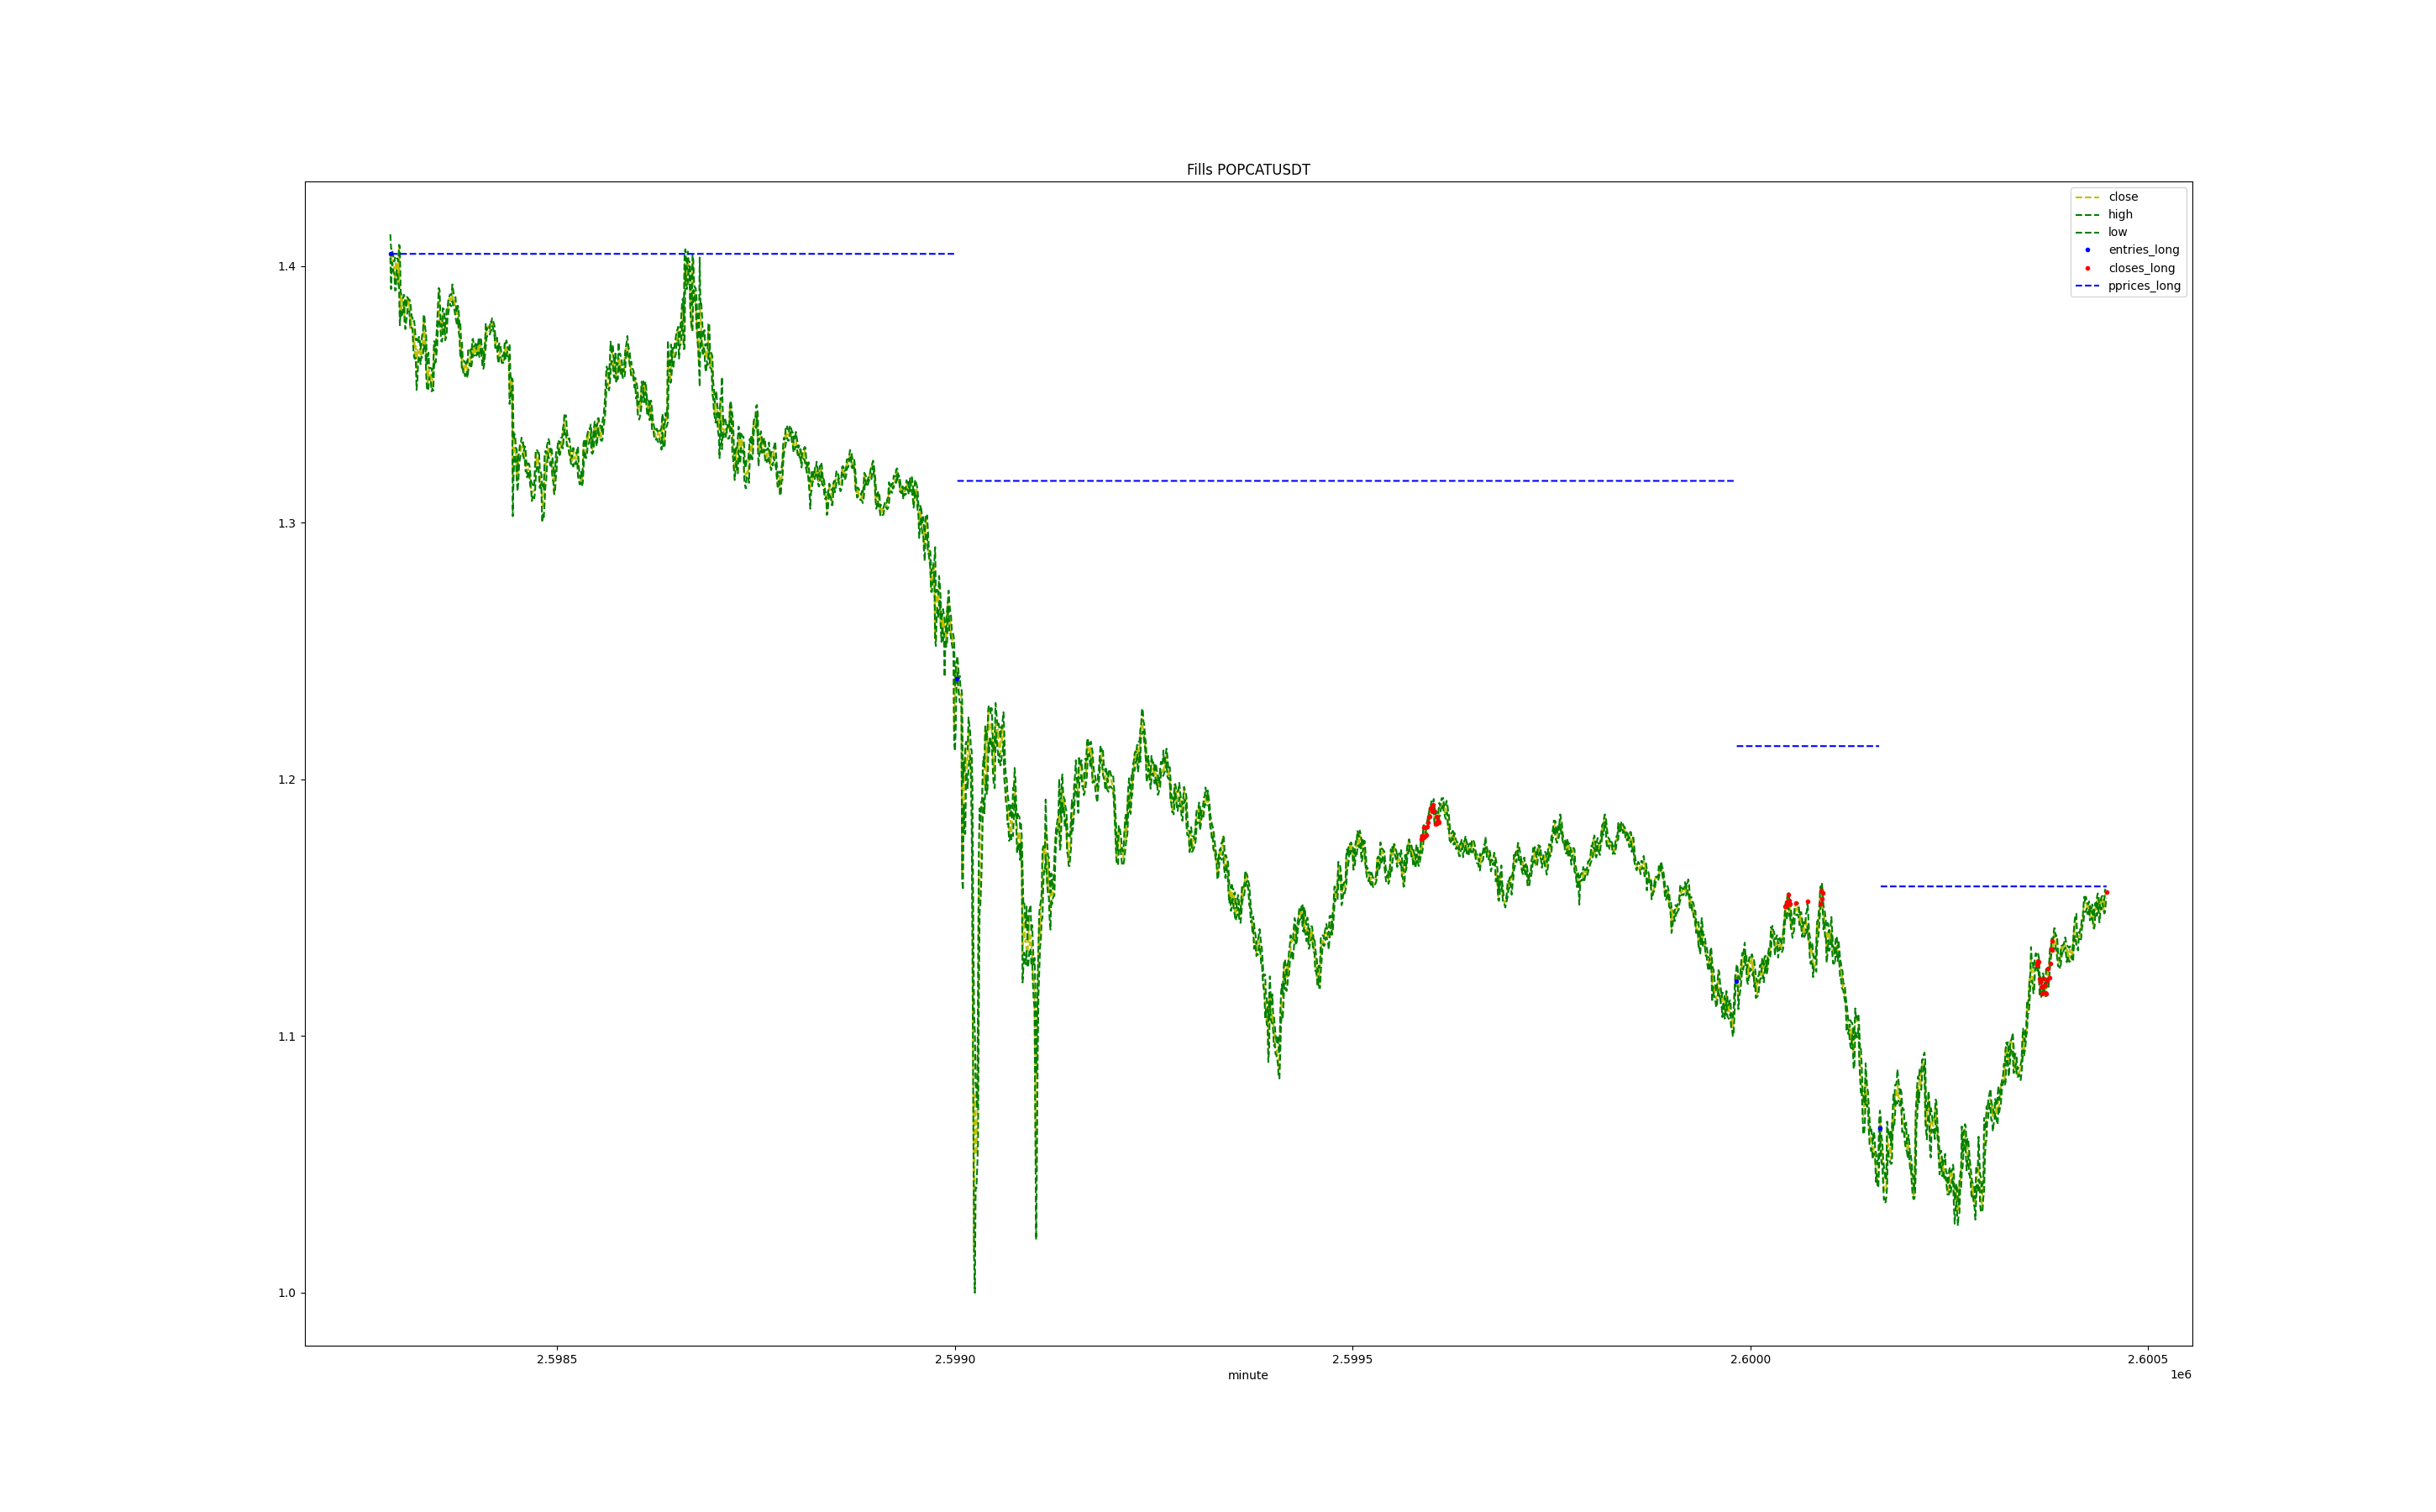 Fills POPCATUSDT
close
high
low
entries_long
closes_long
pprices_long
1.4
1.3
1.2
1.1
1.0
2.5985
2.5990
2.5995
2.6000
2.6005
minute
1e6